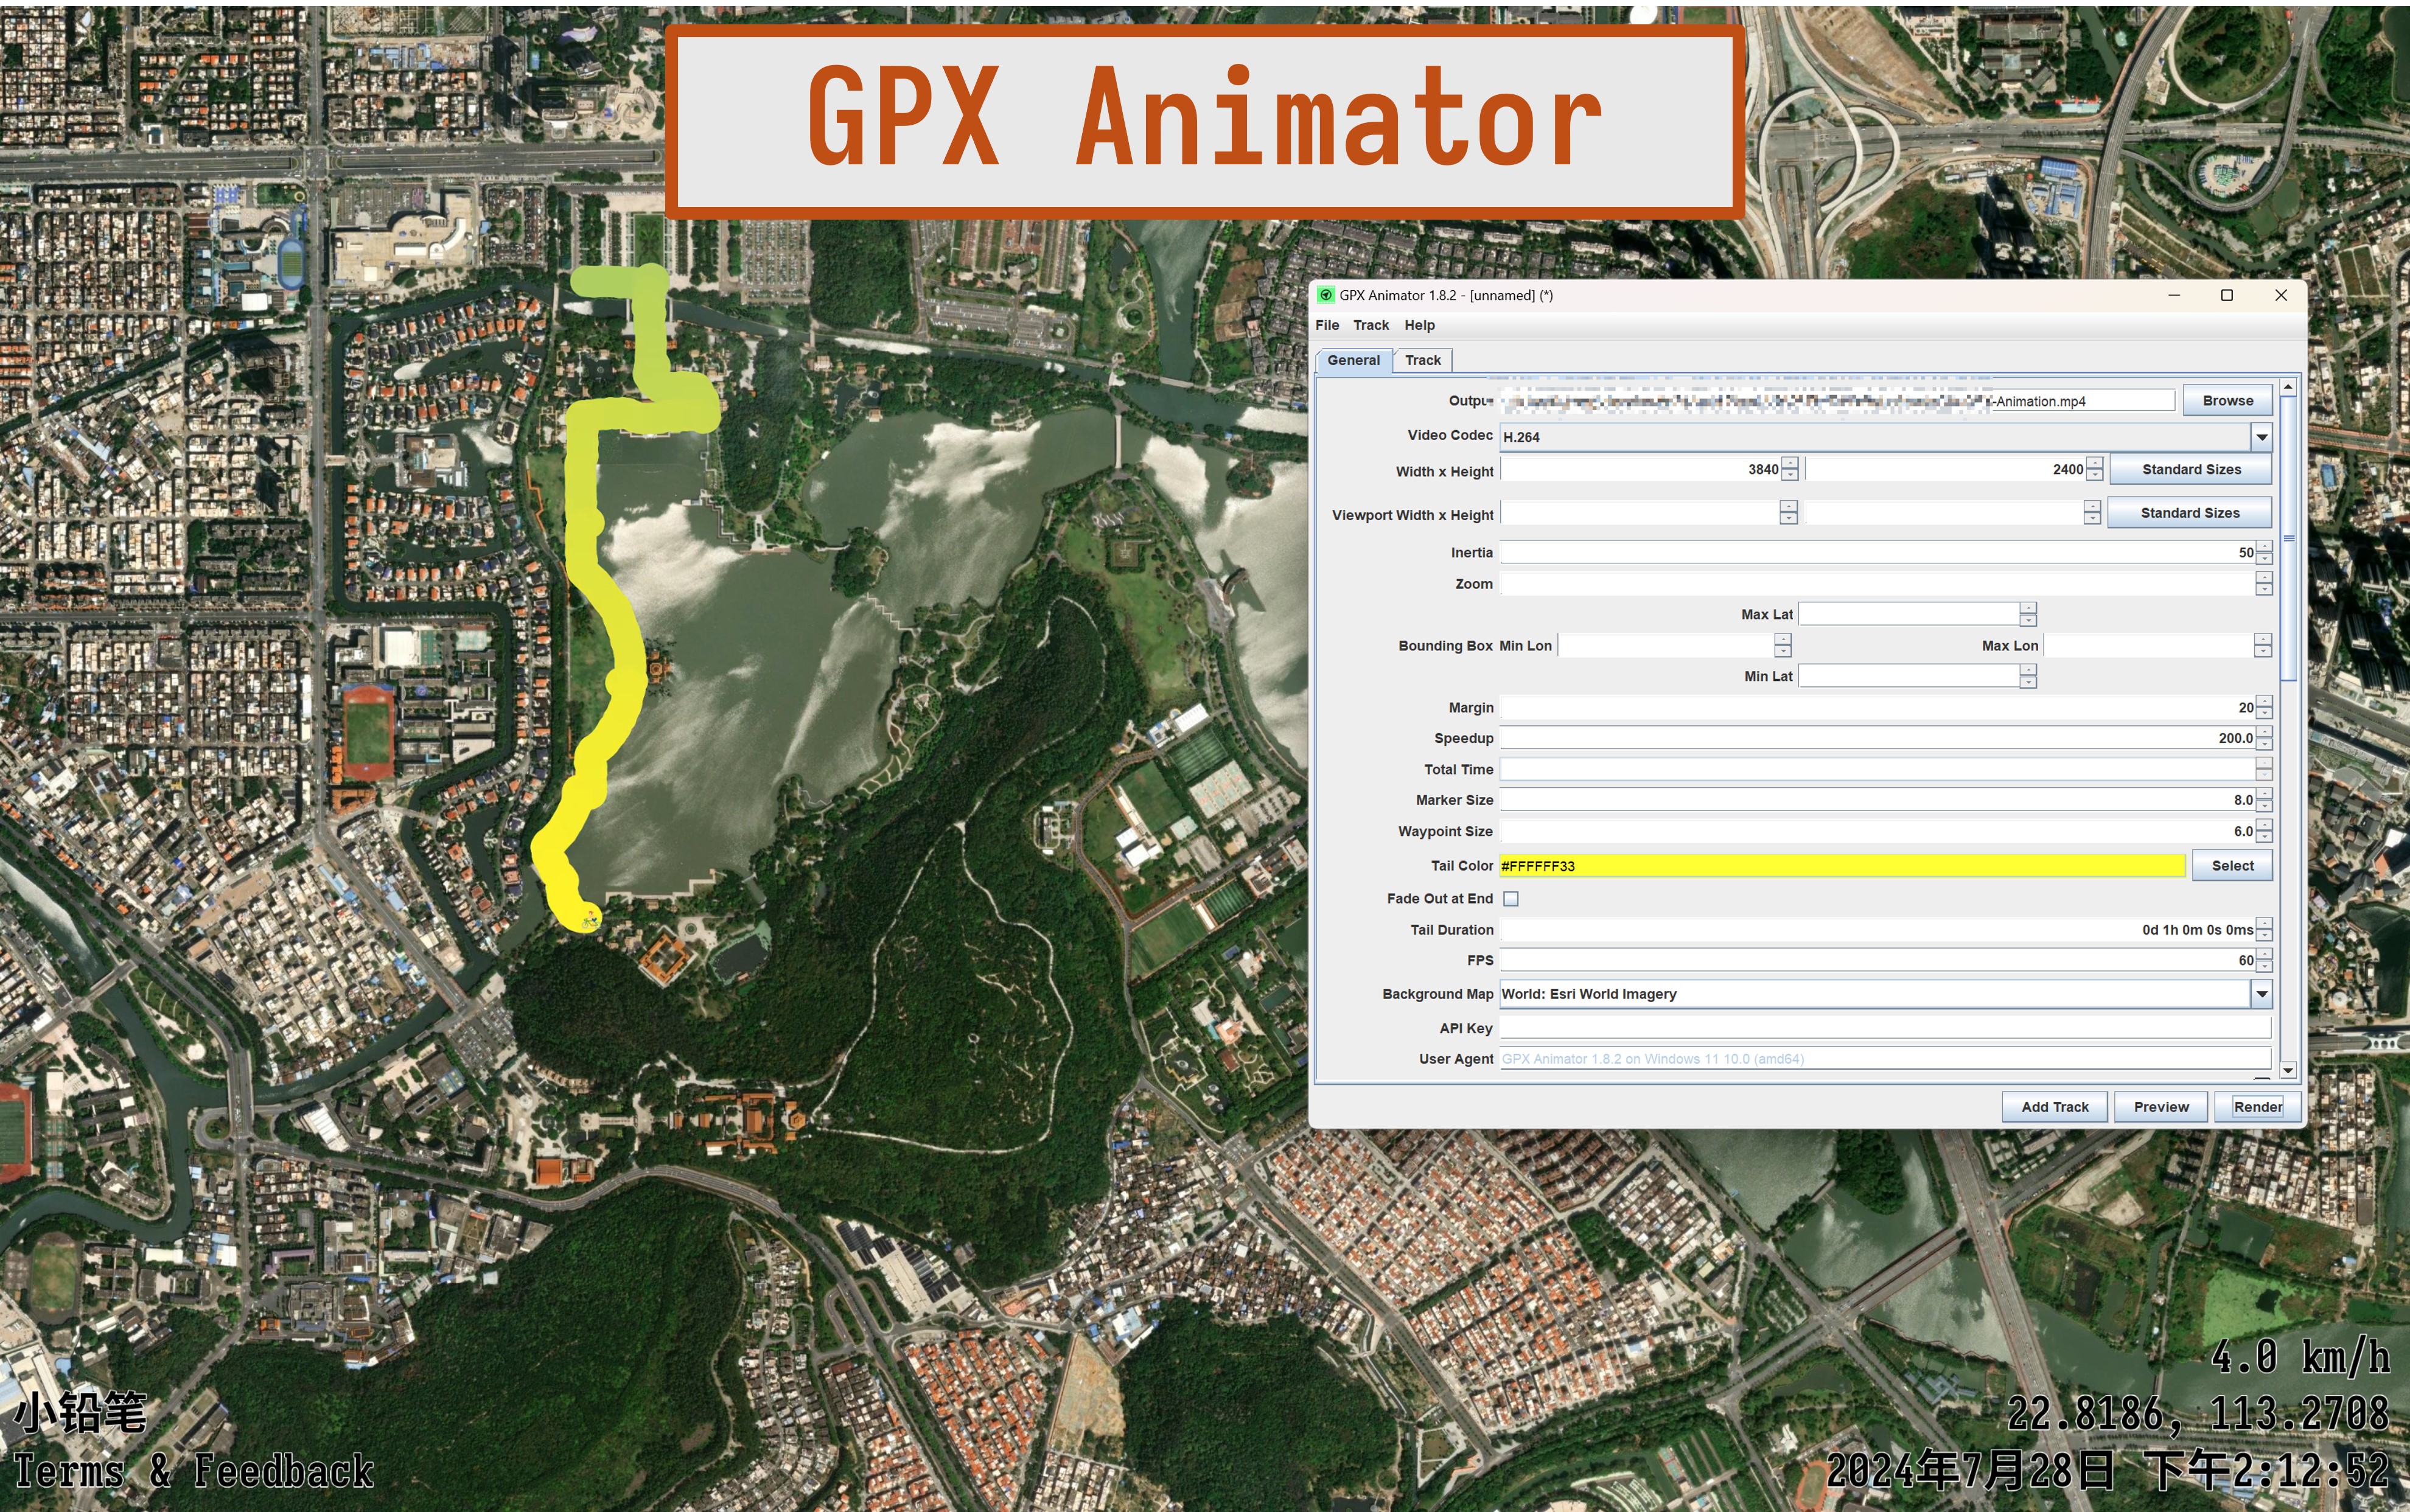 GPX Animator
GPX Animator 1.8.2 - [unnamed] (*)
File Track Help
General Track
Output -Animation.mp4 Browse
Video Codec H.264
Width x Height 3840 2400 Standard Sizes
Viewport Width x Height Standard Sizes
Inertia 50
Zoom
Max Lat
Bounding Box Min Lon Max Lon
Min Lat
Margin 20
Speedup 200.0
Total Time
Marker Size 8.0
Waypoint Size 6.0
Tail Color #FFFFFF33 Select
Fade Out at End
Tail Duration 0d 1h 0m 0s 0ms
FPS 60
Background Map World: Esri World Imagery
API Key
User Agent GPX Animator 1.8.2 on Windows 11 10.0 (amd64)
Add Track Preview Render
4.0 km/h
小铅笔
22.8186, 113.2708
Terms & Feedback
2024年7月28日 下午2:12:52